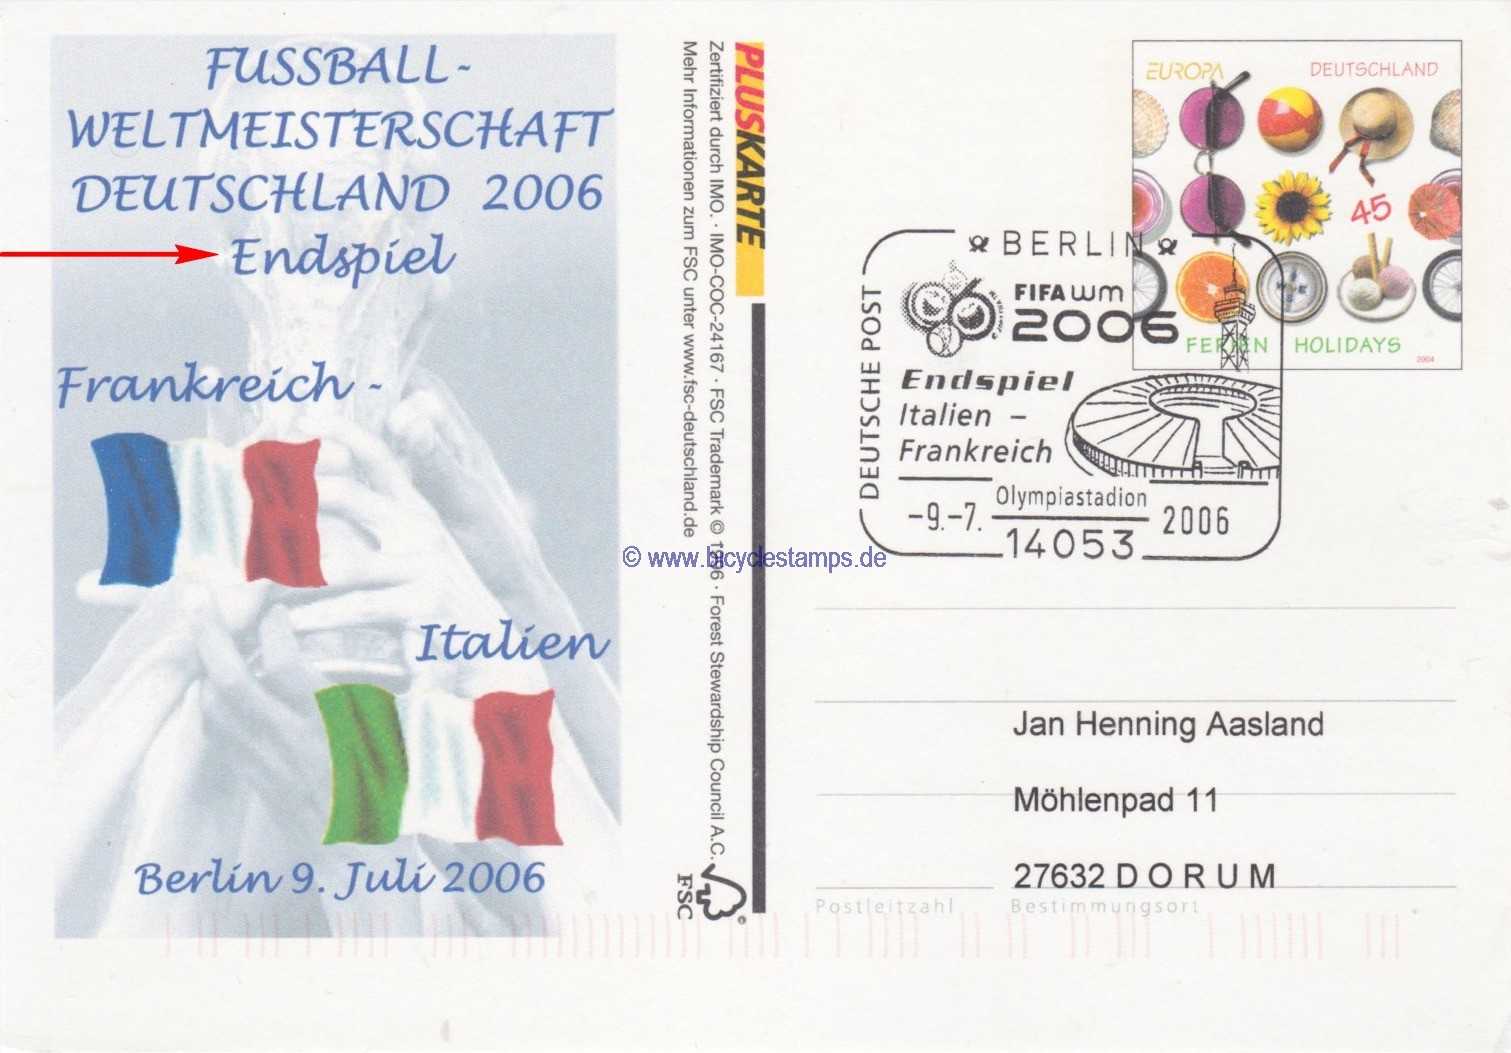 FUSSBALL-
WELTMEISTERSCHAFT
DEUTSCHLAND 2006
Endspiel
Frankreich -
Italien
Berlin 9. Juli 2006
PLUSKARTE
Zertifiziert durch IMO. · IMO-COC-24167 · FSC Trademark © 1996 · Forest Stewardship Council A.C.
Mehr Informationen zum FSC unter www.fsc-deutschland.de
FSC
© www.bicyclestamps.de
EUROPA DEUTSCHLAND
45
FERIEN HOLIDAYS
2004
BERLIN
DEUTSCHE POST
FIFA WM
2006
Endspiel
Italien –
Frankreich
Olympiastadion
-9.-7. 2006
14053
Jan Henning Aasland
Möhlenpad 11
27632 D O R U M
Postleitzahl Bestimmungsort